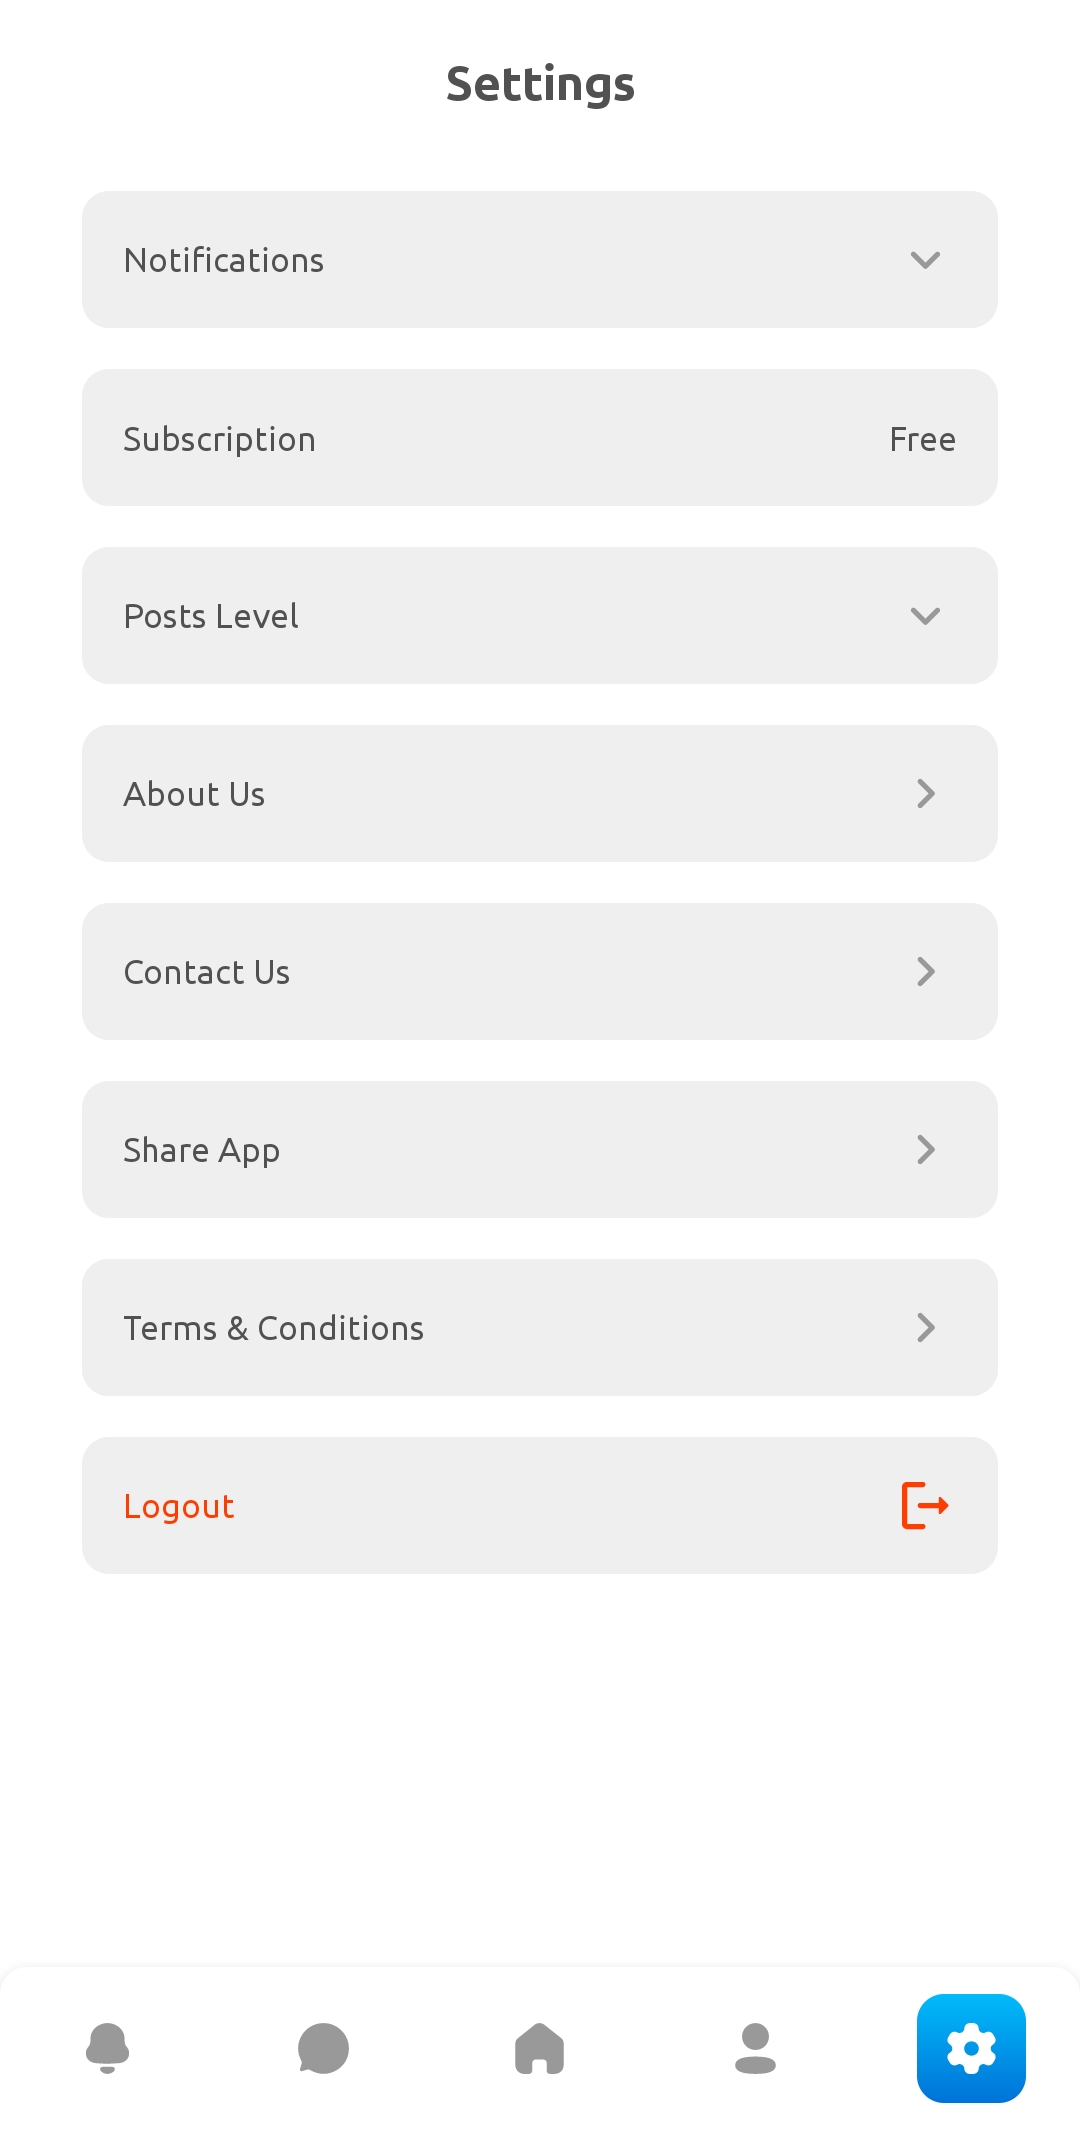 Settings
Notifications
Subscription Free
Posts Level
About Us
Contact Us
Share App
Terms & Conditions
Logout